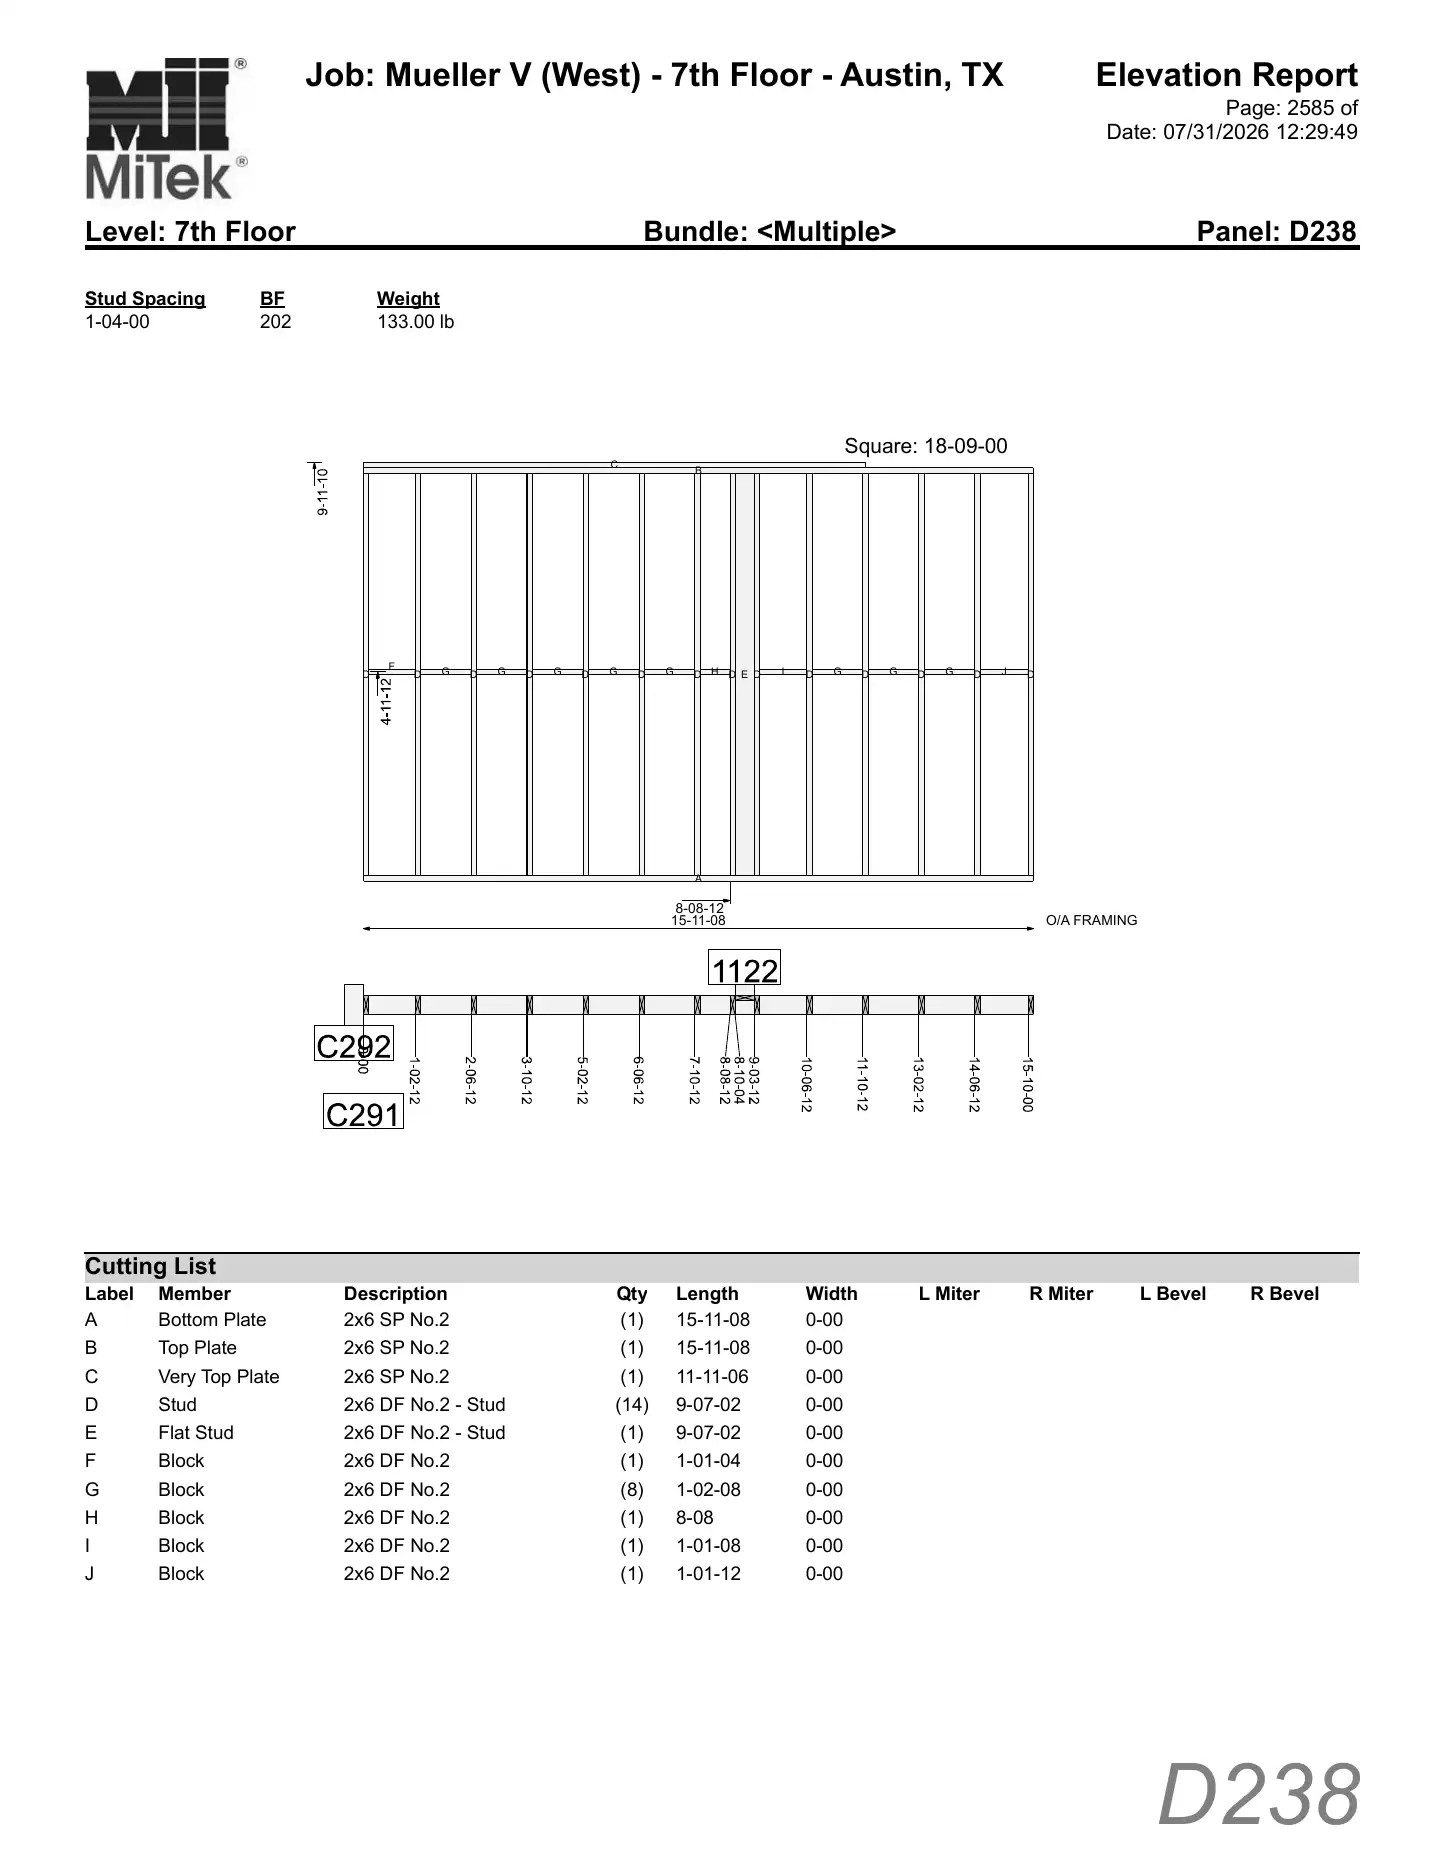 Job: Mueller V (West) - 7th Floor - Austin, TX
Elevation Report
Page: 2585 of
Date: 07/31/2026 12:29:49
®
MiTek®
Level: 7th Floor Bundle: <Multiple> Panel: D238
Stud Spacing BF Weight
1-04-00 202 133.00 lb
Square: 18-09-00
C
B
9-11-10
F G G G G G H E I G G G J
D D D D D D D D D D D D D D
4-11-12
A
8-08-12
15-11-08
O/A FRAMING
1122
C292
1-02-12 2-06-12 3-10-12 5-02-12 6-06-12 7-10-12 8-08-12 8-10-04 9-03-12 10-06-12 11-10-12 13-02-12 14-06-12 15-10-00
C291
Cutting List
Label Member Description Qty Length Width L Miter R Miter L Bevel R Bevel
A Bottom Plate 2x6 SP No.2 (1) 15-11-08 0-00
B Top Plate 2x6 SP No.2 (1) 15-11-08 0-00
C Very Top Plate 2x6 SP No.2 (1) 11-11-06 0-00
D Stud 2x6 DF No.2 - Stud (14) 9-07-02 0-00
E Flat Stud 2x6 DF No.2 - Stud (1) 9-07-02 0-00
F Block 2x6 DF No.2 (1) 1-01-04 0-00
G Block 2x6 DF No.2 (8) 1-02-08 0-00
H Block 2x6 DF No.2 (1) 8-08 0-00
I Block 2x6 DF No.2 (1) 1-01-08 0-00
J Block 2x6 DF No.2 (1) 1-01-12 0-00
D238